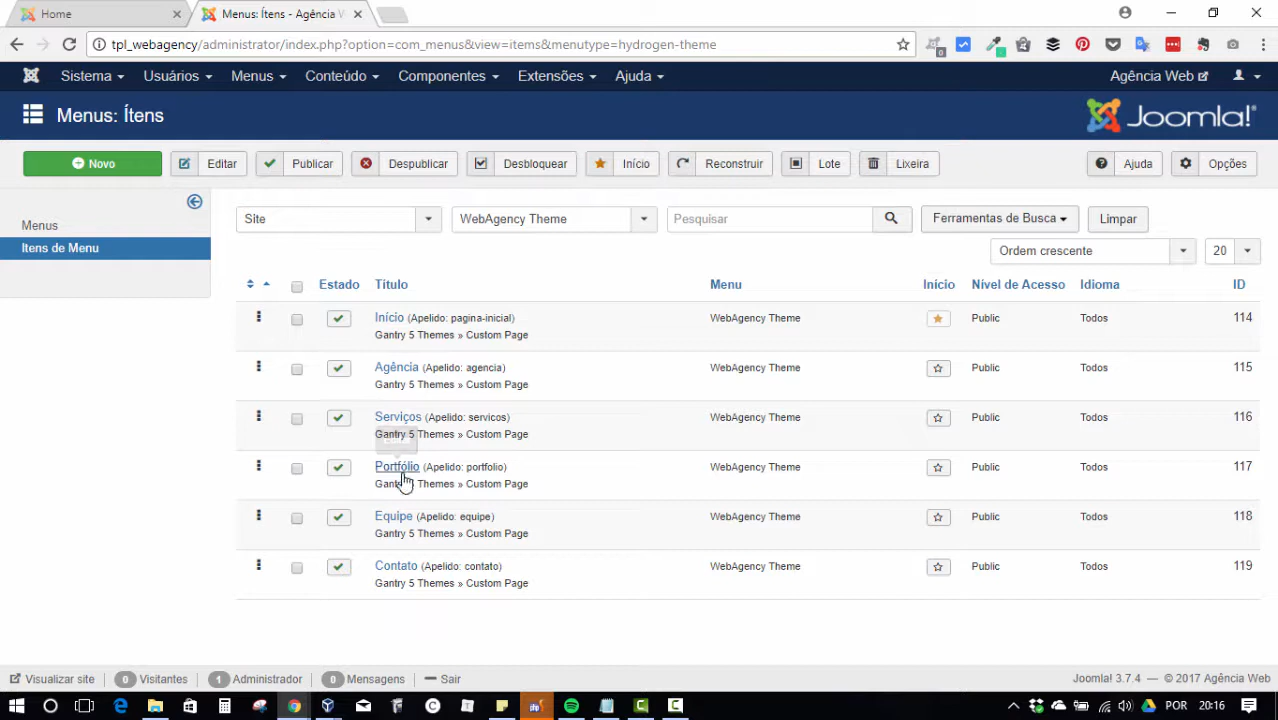 Home
Menus: Ítens - Agência W
tpl_webagency/administrator/index.php?option=com_menus&view=items&menutype=hydrogen-theme
Sistema Usuários Menus Conteúdo Componentes Extensões Ajuda Agência Web
Menus: Ítens
Joomla!
Novo Editar Publicar Despublicar Desbloquear Início Reconstruir Lote Lixeira Ajuda Opções
Menus
Itens de Menu
Site WebAgency Theme Pesquisar Ferramentas de Busca Limpar
Ordem crescente 20
Estado Título Menu Início Nível de Acesso Idioma ID
Início (Apelido: pagina-inicial) WebAgency Theme Public Todos 114
Gantry 5 Themes » Custom Page
Agência (Apelido: agencia) WebAgency Theme Public Todos 115
Gantry 5 Themes » Custom Page
Serviços (Apelido: servicos) WebAgency Theme Public Todos 116
Gantry 5 Themes » Custom Page
Portfólio (Apelido: portfolio) WebAgency Theme Public Todos 117
Gantry 5 Themes » Custom Page
Equipe (Apelido: equipe) WebAgency Theme Public Todos 118
Gantry 5 Themes » Custom Page
Contato (Apelido: contato) WebAgency Theme Public Todos 119
Gantry 5 Themes » Custom Page
Visualizar site 0 Visitantes 1 Administrador 0 Mensagens Sair Joomla! 3.7.4 — © 2017 Agência Web
POR 20:16